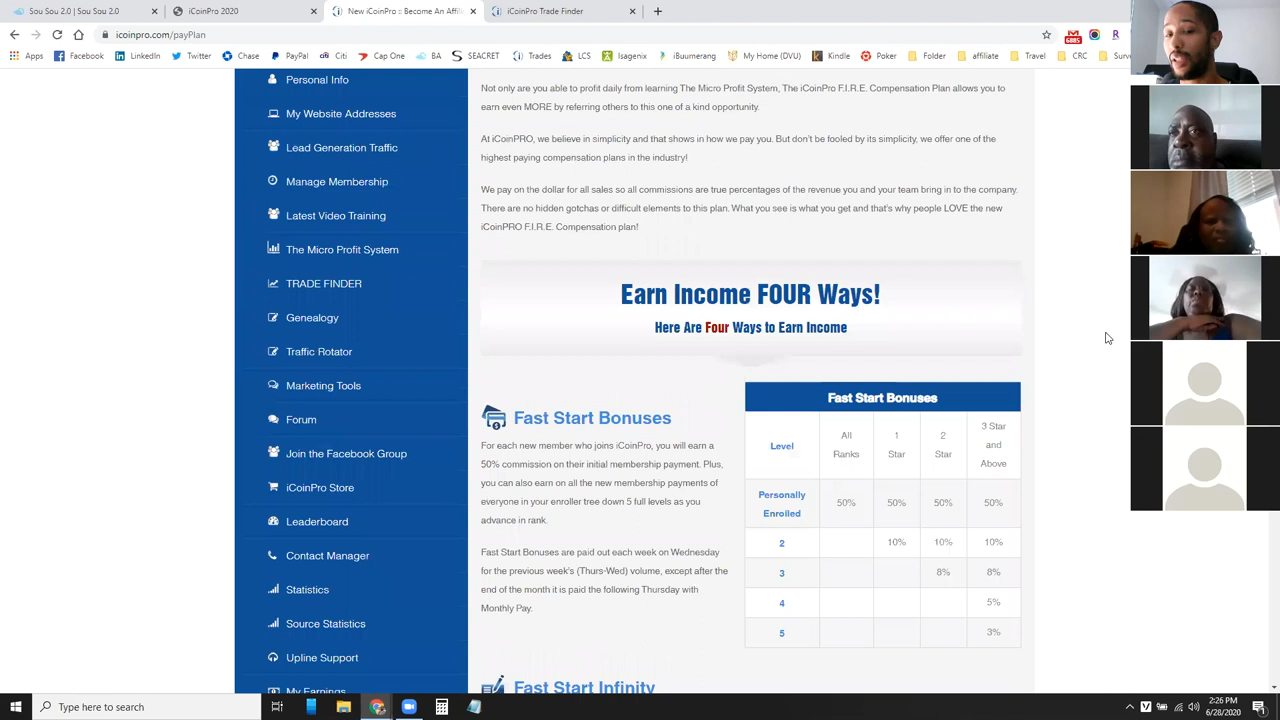 Sou Sou 2.0 | Sou Sou 2.0
iCoinPro 2020
New iCoinPro :: Become An Affili
iCoinPro Trade Finder
icoinpro.com/payPlan
6885
Apps
Facebook
LinkedIn
Twitter
Chase
PayPal
Citi
Cap One
BA
SEACRET
Trades
LCS
Isagenix
iBuumerang
My Home (DVU)
Kindle
Poker
Folder
affiliate
Travel
CRC
Surv
Personal Info
My Website Addresses
Lead Generation Traffic
Manage Membership
Latest Video Training
The Micro Profit System
TRADE FINDER
Genealogy
Traffic Rotator
Marketing Tools
Forum
Join the Facebook Group
iCoinPro Store
Leaderboard
Contact Manager
Statistics
Source Statistics
Upline Support
My Earnings
Not only are you able to profit daily from learning The Micro Profit System, The iCoinPro F.I.R.E. Compensation Plan allows you to
earn even MORE by referring others to this one of a kind opportunity.
At iCoinPRO, we believe in simplicity and that shows in how we pay you. But don't be fooled by its simplicity, we offer one of the
highest paying compensation plans in the industry!
We pay on the dollar for all sales so all commissions are true percentages of the revenue you and your team bring in to the company.
There are no hidden gotchas or difficult elements to this plan. What you see is what you get and that's why people LOVE the new
iCoinPRO F.I.R.E. Compensation plan!
Earn Income FOUR Ways!
Here Are Four Ways to Earn Income
Fast Start Bonuses
For each new member who joins iCoinPro, you will earn a
50% commission on their initial membership payment. Plus,
you can also earn on all the new membership payments of
everyone in your enroller tree down 5 full levels as you
advance in rank.
Fast Start Bonuses are paid out each week on Wednesday
for the previous week's (Thurs-Wed) volume, except after the
end of the month it is paid the following Thursday with
Monthly Pay.
Fast Start Infinity
Fast Start Bonuses
Level
All Ranks
1 Star
2 Star
3 Star and Above
Personally Enrolled
50%
50%
50%
50%
2
10%
10%
10%
3
8%
8%
4
5%
5
3%
Type here to search
2:26 PM
6/28/2020